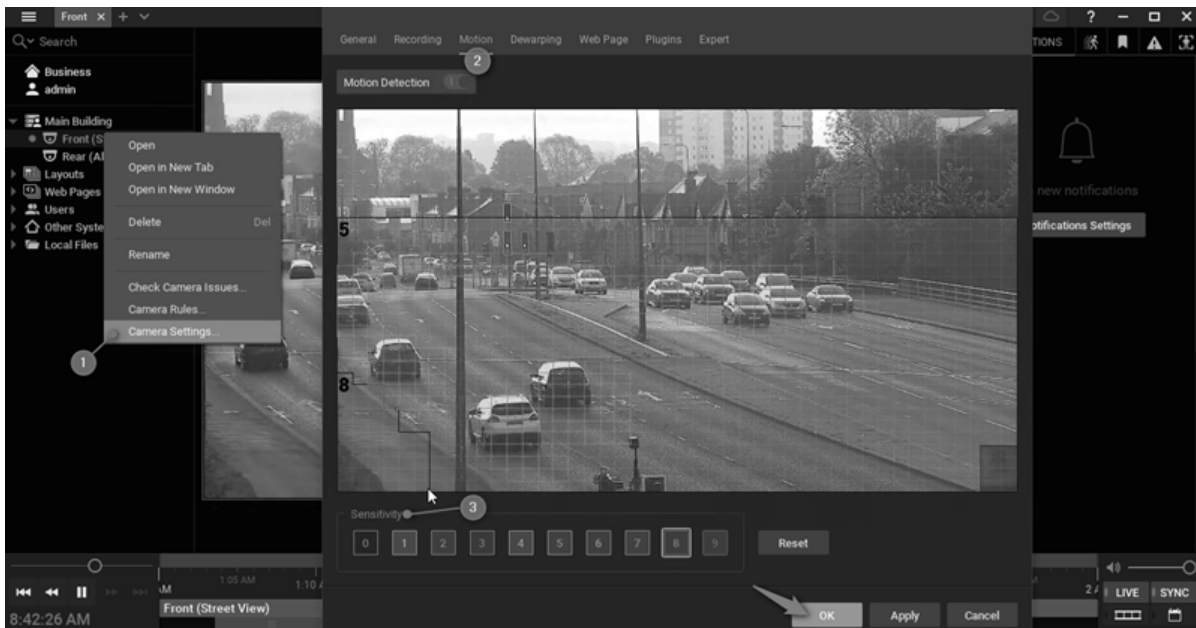 Front
Search
Business
admin
Main Building
Front (S
Rear (Al
Layouts
Web Pages
Users
Other Syste
Local Files
Open
Open in New Tab
Open in New Window
Delete Del
Rename
Check Camera Issues...
Camera Rules...
Camera Settings...
1
General Recording Motion Dewarping Web Page Plugins Expert
2
Motion Detection
5
8
Sensitivity
3
0 1 2 3 4 5 6 7 8 9
Reset
OK Apply Cancel
?
TIONS
new notifications
otifications Settings
1:05 AM
AM 1:10
Front (Street View)
8:42:26 AM
LIVE SYNC